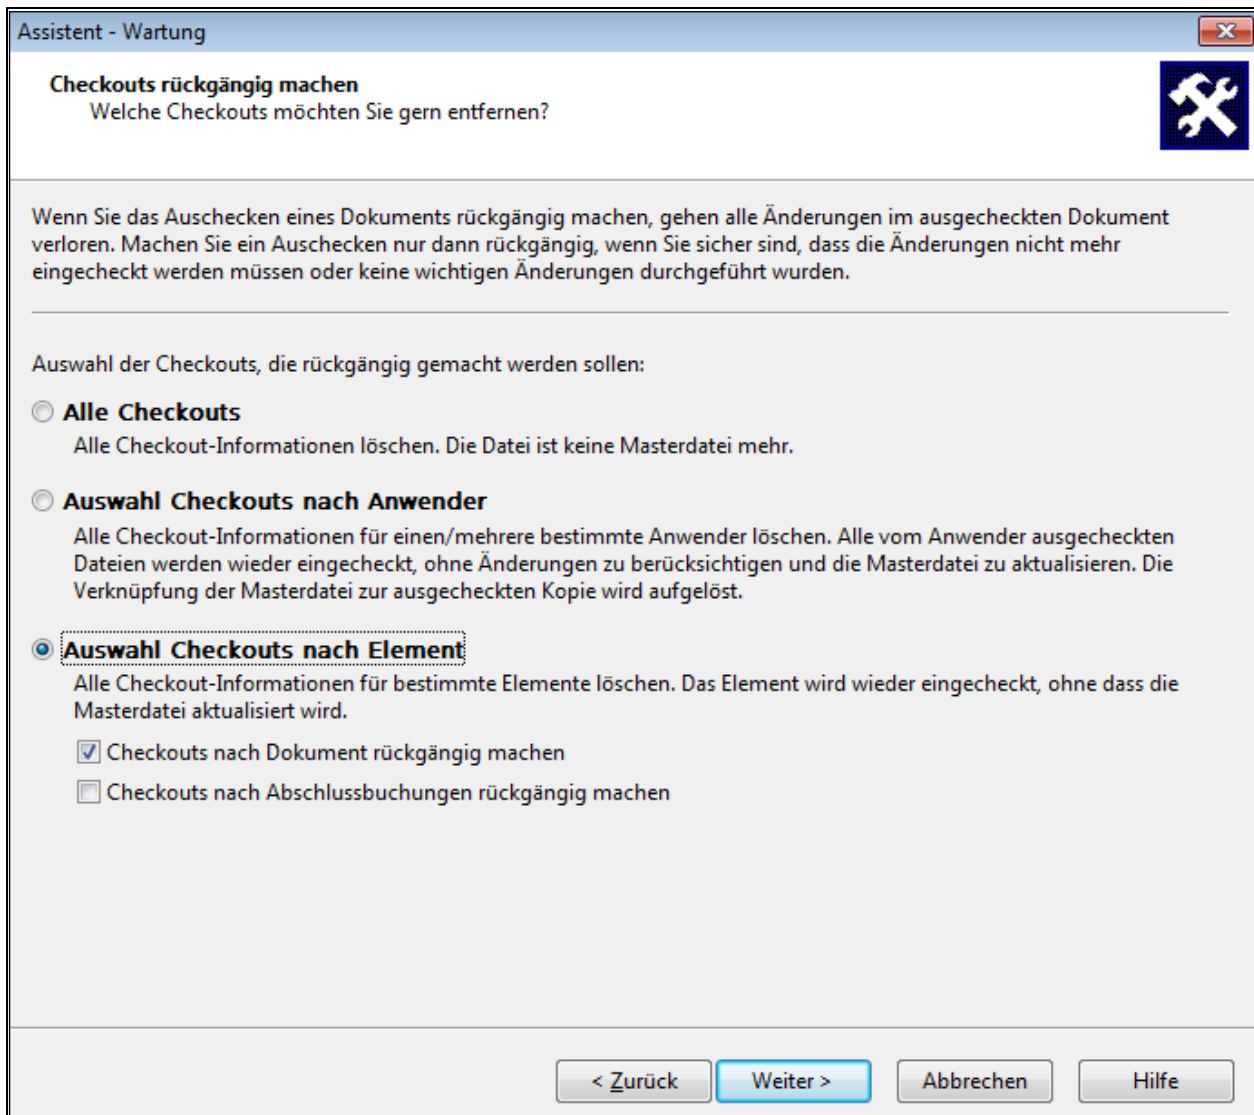 Assistent - Wartung
Checkouts rückgängig machen
Welche Checkouts möchten Sie gern entfernen?
Wenn Sie das Auschecken eines Dokuments rückgängig machen, gehen alle Änderungen im ausgecheckten Dokument
verloren. Machen Sie ein Auschecken nur dann rückgängig, wenn Sie sicher sind, dass die Änderungen nicht mehr
eingecheckt werden müssen oder keine wichtigen Änderungen durchgeführt wurden.
Auswahl der Checkouts, die rückgängig gemacht werden sollen:
Alle Checkouts
Alle Checkout-Informationen löschen. Die Datei ist keine Masterdatei mehr.
Auswahl Checkouts nach Anwender
Alle Checkout-Informationen für einen/mehrere bestimmte Anwender löschen. Alle vom Anwender ausgecheckten
Dateien werden wieder eingecheckt, ohne Änderungen zu berücksichtigen und die Masterdatei zu aktualisieren. Die
Verknüpfung der Masterdatei zur ausgecheckten Kopie wird aufgelöst.
Auswahl Checkouts nach Element
Alle Checkout-Informationen für bestimmte Elemente löschen. Das Element wird wieder eingecheckt, ohne dass die
Masterdatei aktualisiert wird.
Checkouts nach Dokument rückgängig machen
Checkouts nach Abschlussbuchungen rückgängig machen
< Zurück Weiter > Abbrechen Hilfe